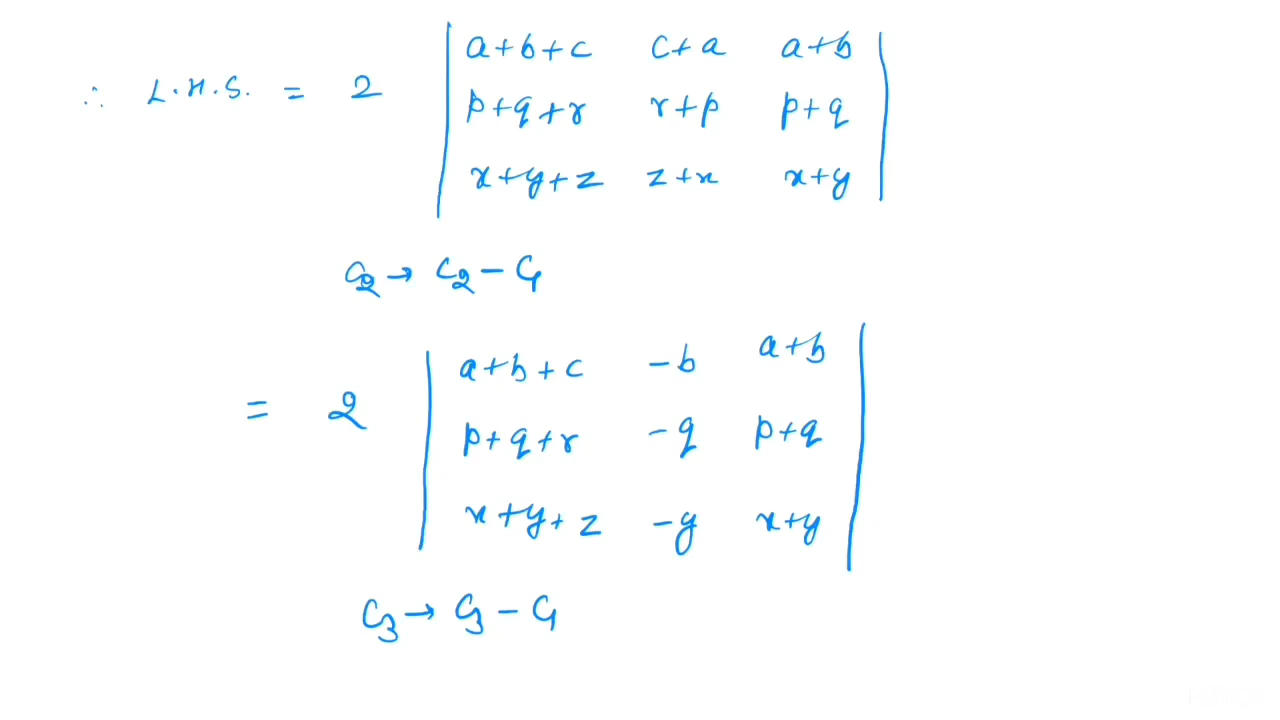 ∴ L.H.S. = 2 | a+b+c c+a a+b |
| p+q+r r+p p+q |
| x+y+z z+x x+y |
C2 → C2 - C1
= 2 | a+b+c -b a+b |
| p+q+r -q p+q |
| x+y+z -y x+y |
C3 → C3 - C1